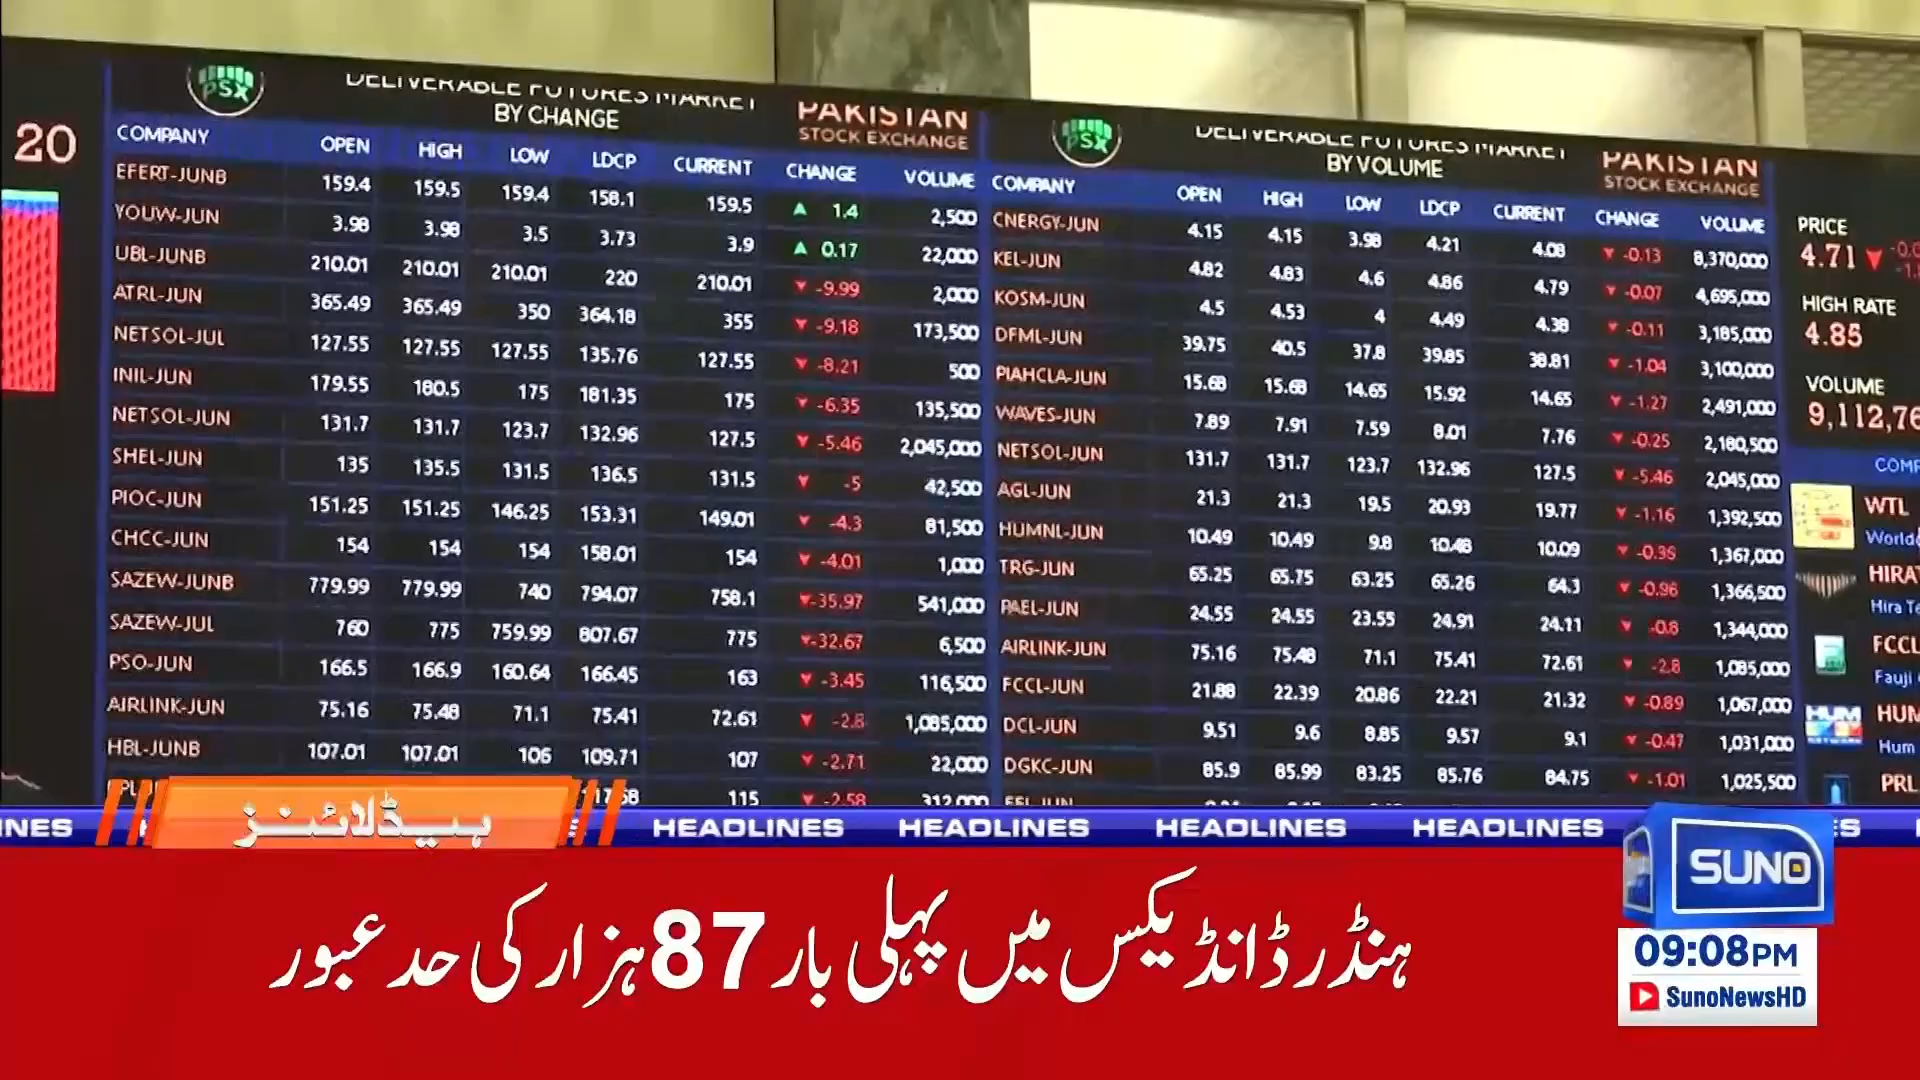 20
PSX
DELIVERABLE FUTURES MARKET
BY CHANGE
PAKISTAN
STOCK EXCHANGE
COMPANY OPEN HIGH LOW LDCP CURRENT CHANGE VOLUME
EFERT-JUNB 159.4 159.5 159.4 158.1 159.5 ▲ 1.4 2,500
YOUW-JUN 3.98 3.98 3.5 3.73 3.9 ▲ 0.17 22,000
UBL-JUNB 210.01 210.01 210.01 220 210.01 ▼ -9.99 2,000
ATRL-JUN 365.49 365.49 350 364.18 355 ▼ -9.18 173,500
NETSOL-JUL 127.55 127.55 127.55 135.76 127.55 ▼ -8.21 500
INIL-JUN 179.55 180.5 175 181.35 175 ▼ -6.35 135,500
NETSOL-JUN 131.7 131.7 123.7 132.96 127.5 ▼ -5.46 2,045,000
SHEL-JUN 135 135.5 131.5 136.5 131.5 ▼ -5 42,500
PIOC-JUN 151.25 151.25 146.25 153.31 149.01 ▼ -4.3 81,500
CHCC-JUN 154 154 154 158.01 154 ▼ -4.01 1,000
SAZEW-JUNB 779.99 779.99 740 794.07 758.1 ▼ -35.97 541,000
SAZEW-JUL 760 775 759.99 807.67 775 ▼ -32.67 6,500
PSO-JUN 166.5 166.9 160.64 166.45 163 ▼ -3.45 116,500
AIRLINK-JUN 75.16 75.48 71.1 75.41 72.61 ▼ -2.8 1,085,000
HBL-JUNB 107.01 107.01 106 109.71 107 ▼ -2.71 22,000
115 ▼ -2.58 312,000
PSX
DELIVERABLE FUTURES MARKET
BY VOLUME
PAKISTAN
STOCK EXCHANGE
COMPANY OPEN HIGH LOW LDCP CURRENT CHANGE VOLUME
CNERGY-JUN 4.15 4.15 3.98 4.21 4.08 ▼ -0.13 8,370,000
KEL-JUN 4.82 4.83 4.6 4.86 4.79 ▼ -0.07 4,695,000
KOSM-JUN 4.5 4.53 4 4.49 4.38 ▼ -0.11 3,185,000
DFML-JUN 39.75 40.5 37.8 39.85 38.81 ▼ -1.04 3,100,000
PIAHCLA-JUN 15.68 15.68 14.65 15.92 14.65 ▼ -1.27 2,491,000
WAVES-JUN 7.89 7.91 7.59 8.01 7.76 ▼ -0.25 2,180,500
NETSOL-JUN 131.7 131.7 123.7 132.96 127.5 ▼ -5.46 2,045,000
AGL-JUN 21.3 21.3 19.5 20.93 19.77 ▼ -1.16 1,392,500
HUMNL-JUN 10.49 10.49 9.8 10.48 10.09 ▼ -0.39 1,367,000
TRG-JUN 65.25 65.75 63.25 65.26 64.3 ▼ -0.96 1,366,500
PAEL-JUN 24.55 24.55 23.55 24.91 24.11 ▼ -0.8 1,344,000
AIRLINK-JUN 75.16 75.48 71.1 75.41 72.61 ▼ -2.8 1,085,000
FCCL-JUN 21.88 22.39 20.86 22.21 21.32 ▼ -0.89 1,067,000
DCL-JUN 9.51 9.6 8.85 9.57 9.1 ▼ -0.47 1,031,000
DGKC-JUN 85.9 85.99 83.25 85.76 84.75 ▼ -1.01 1,025,500
PRICE
4.71 ▼
HIGH RATE
4.85
VOLUME
9,112,76
COMP
WTL
World
HIRAT
Hira Te
FCCL
Fauji
HUM
HUM
Hum
PRL
INES HEADLINES HEADLINES HEADLINES HEADLINES ES
ہیڈلائنز
ہنڈرڈ انڈیکس میں پہلی بار 87 ہزار کی حد عبور
SUNO
09:08PM
SunoNewsHD